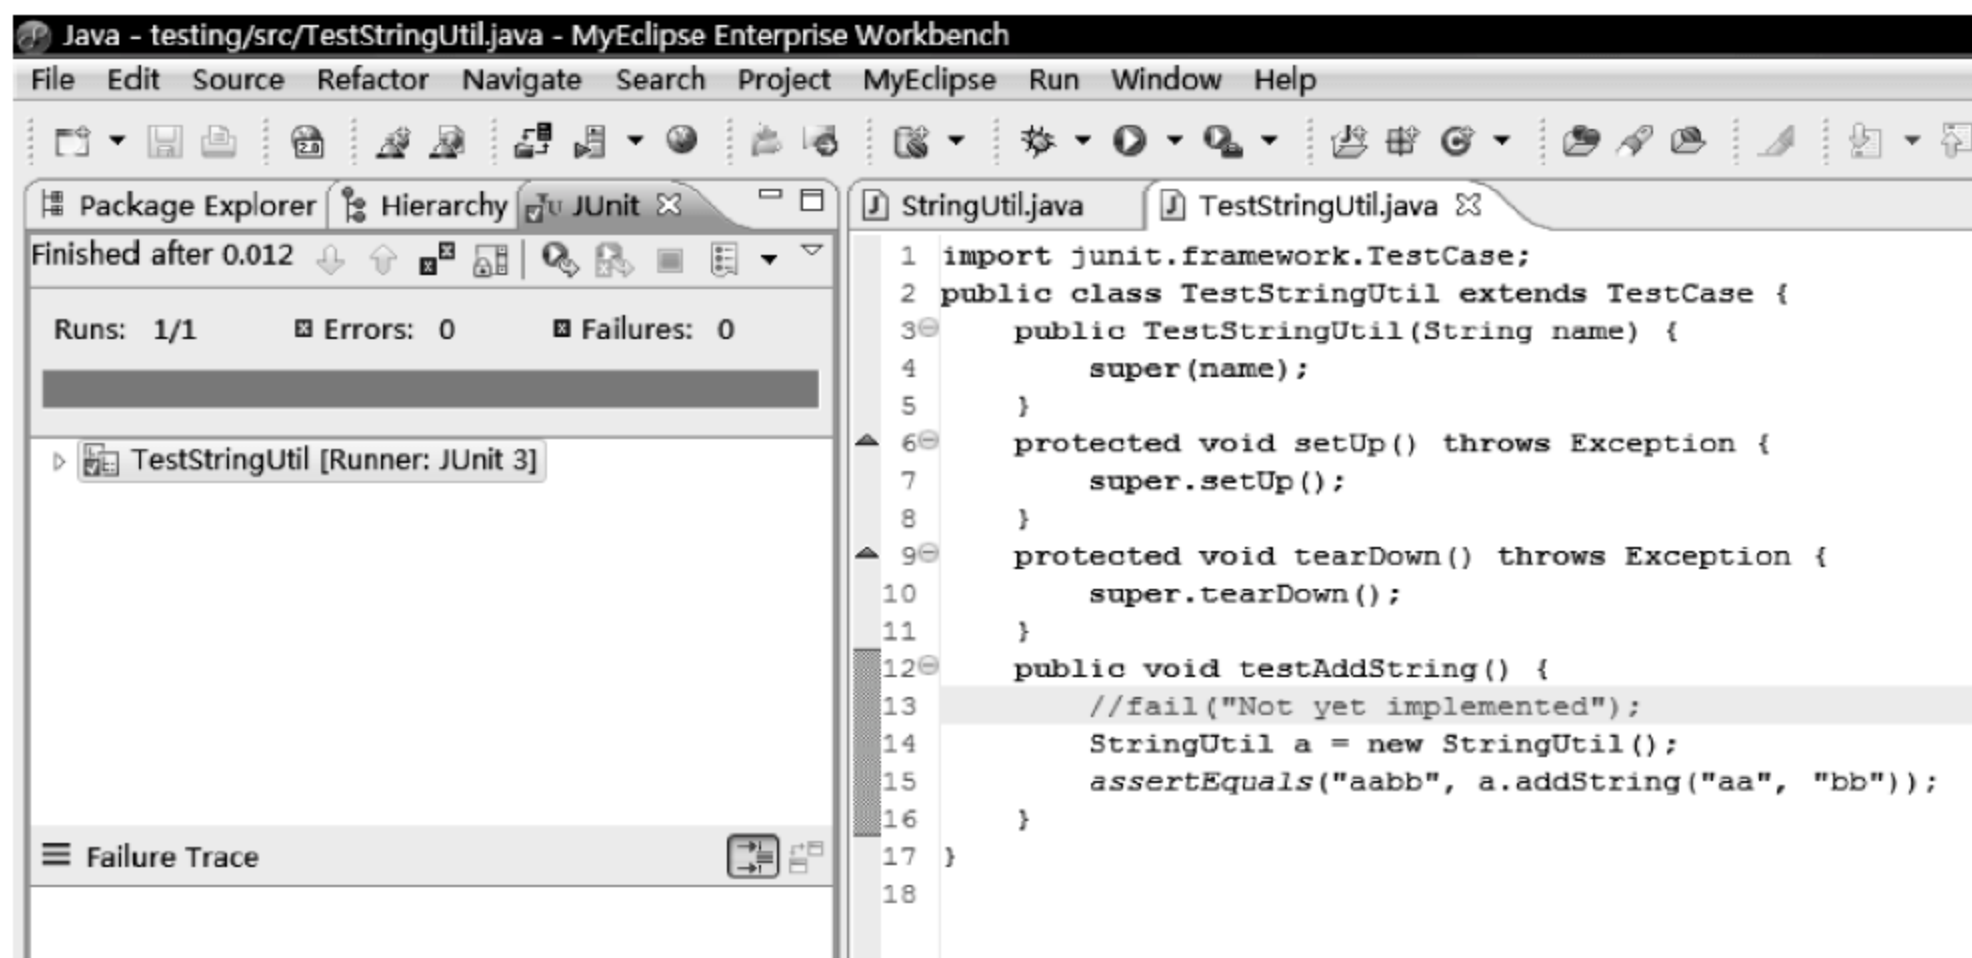 Java - testing/src/TestStringUtil.java - MyEclipse Enterprise Workbench
File Edit Source Refactor Navigate Search Project MyEclipse Run Window Help
2.0
Package Explorer Hierarchy JUnit
Finished after 0.012
Runs: 1/1 Errors: 0 Failures: 0
TestStringUtil [Runner: JUnit 3]
Failure Trace
StringUtil.java TestStringUtil.java
1 import junit.framework.TestCase;
2 public class TestStringUtil extends TestCase {
3 public TestStringUtil(String name) {
4 super(name);
5 }
6 protected void setUp() throws Exception {
7 super.setUp();
8 }
9 protected void tearDown() throws Exception {
10 super.tearDown();
11 }
12 public void testAddString() {
13 //fail("Not yet implemented");
14 StringUtil a = new StringUtil();
15 assertEquals("aabb", a.addString("aa", "bb"));
16 }
17 }
18